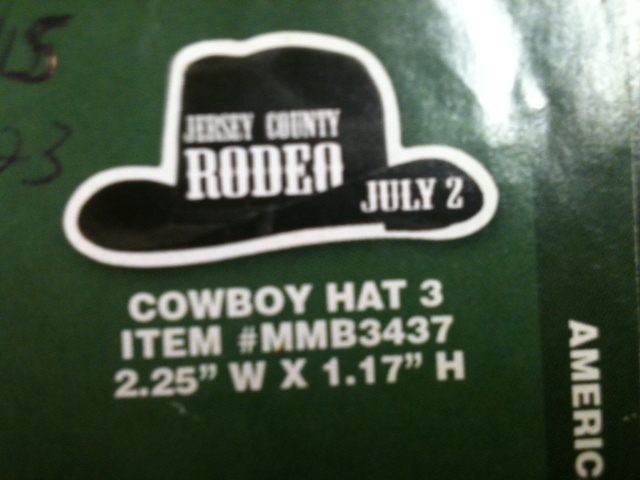 JERSEY COUNTY
RODEO
JULY 2
COWBOY HAT 3
ITEM #MMB3437
2.25” W X 1.17” H
AMERIC